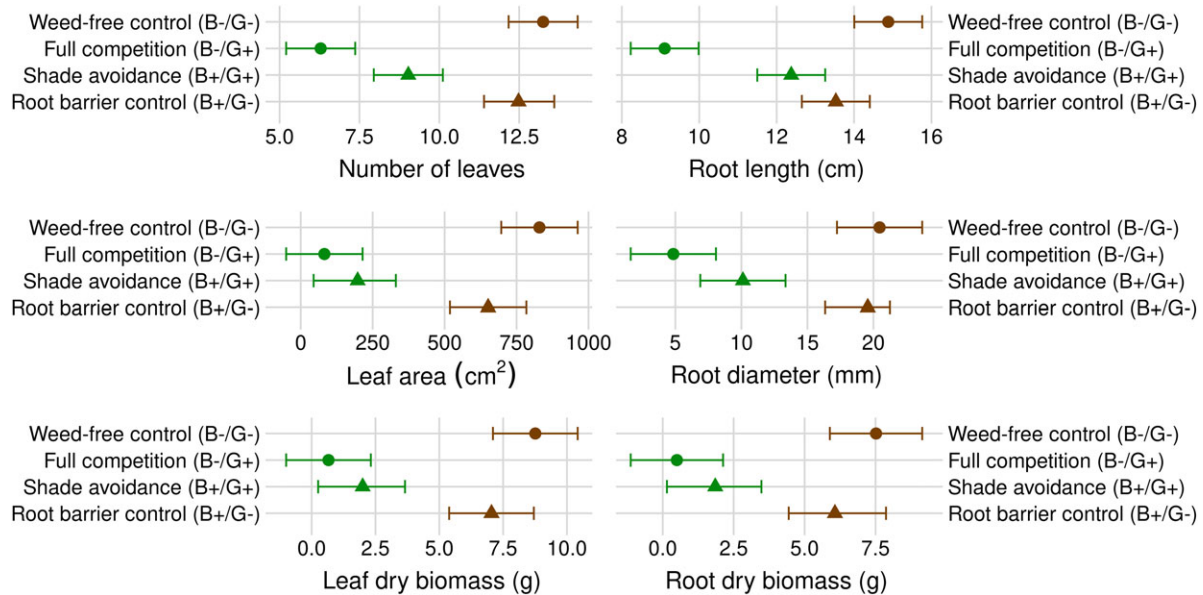 Weed-free control (B-/G-)
Full competition (B-/G+)
Shade avoidance (B+/G+)
Root barrier control (B+/G-)
5.0 7.5 10.0 12.5
Number of leaves
Weed-free control (B-/G-)
Full competition (B-/G+)
Shade avoidance (B+/G+)
Root barrier control (B+/G-)
8 10 12 14 16
Root length (cm)
Weed-free control (B-/G-)
Full competition (B-/G+)
Shade avoidance (B+/G+)
Root barrier control (B+/G-)
0 250 500 750 1000
Leaf area (cm²)
Weed-free control (B-/G-)
Full competition (B-/G+)
Shade avoidance (B+/G+)
Root barrier control (B+/G-)
5 10 15 20
Root diameter (mm)
Weed-free control (B-/G-)
Full competition (B-/G+)
Shade avoidance (B+/G+)
Root barrier control (B+/G-)
0.0 2.5 5.0 7.5 10.0
Leaf dry biomass (g)
Weed-free control (B-/G-)
Full competition (B-/G+)
Shade avoidance (B+/G+)
Root barrier control (B+/G-)
0.0 2.5 5.0 7.5
Root dry biomass (g)